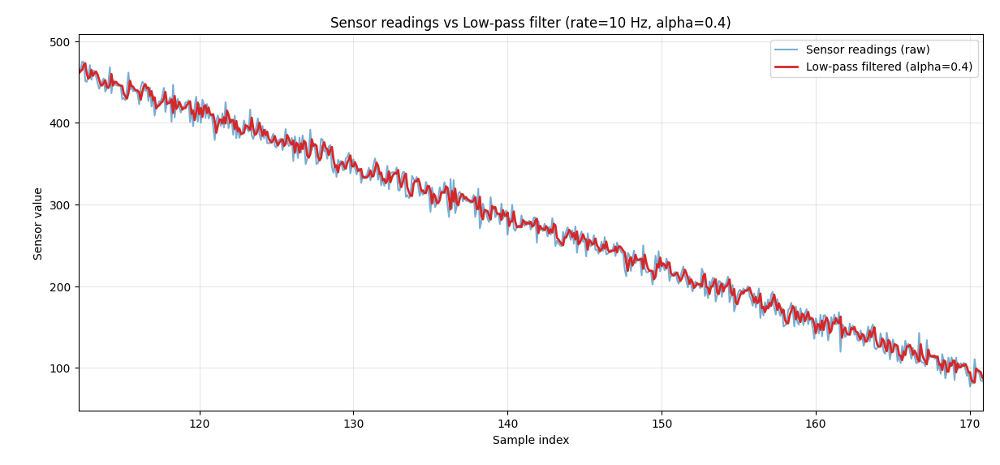 Sensor readings vs Low-pass filter (rate=10 Hz, alpha=0.4)
Sensor readings (raw)
Low-pass filtered (alpha=0.4)
Sensor value
500
400
300
200
100
120 130 140 150 160 170
Sample index